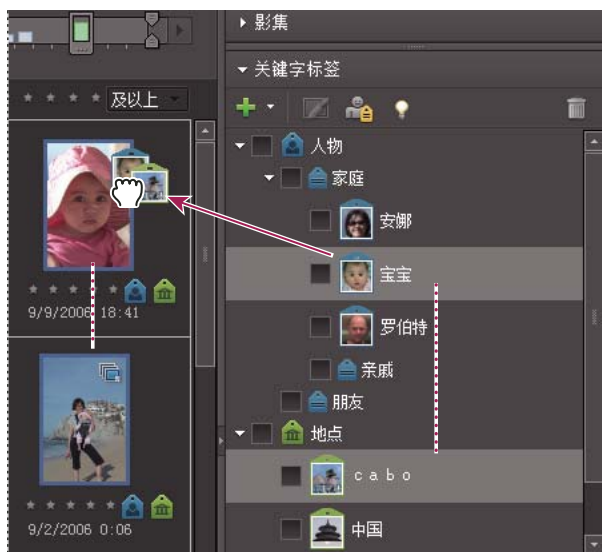 及以上
9/9/2006 18:41
9/2/2006 0:06
影集
关键字标签
人物
家庭
安娜
宝宝
罗伯特
亲戚
朋友
地点
cabo
中国